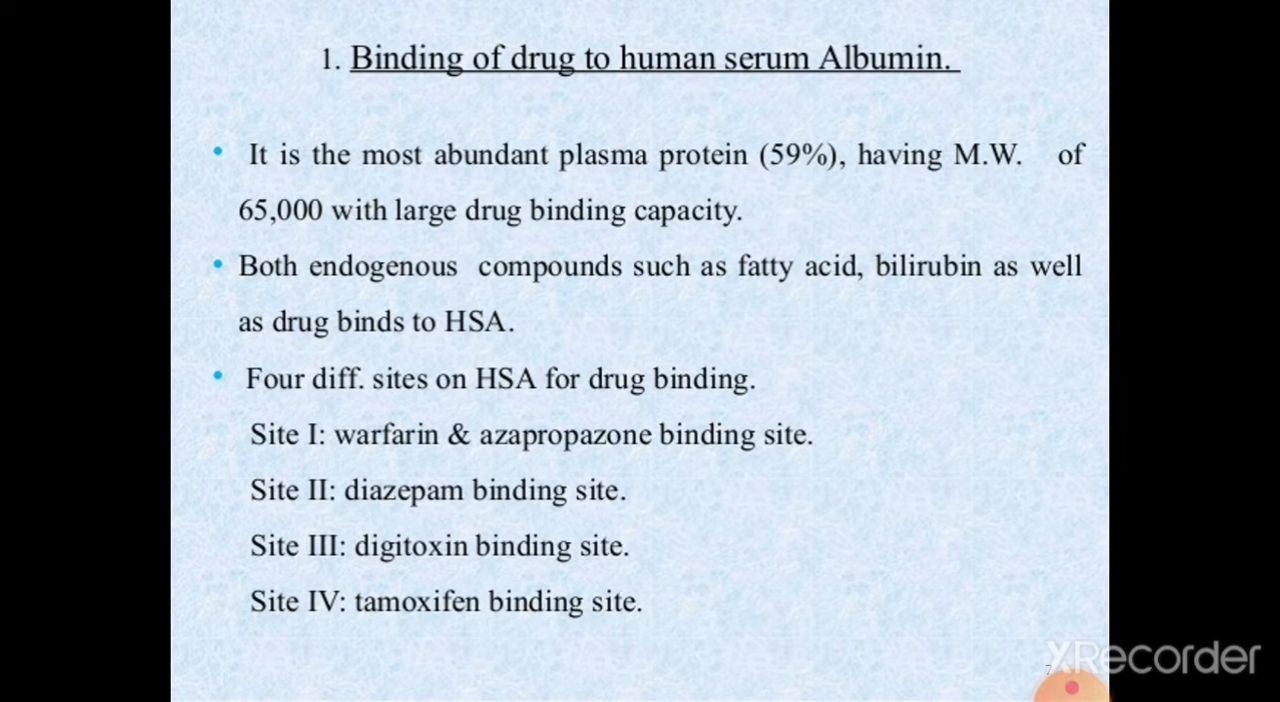 1. Binding of drug to human serum Albumin.
• It is the most abundant plasma protein (59%), having M.W. of
65,000 with large drug binding capacity.
• Both endogenous compounds such as fatty acid, bilirubin as well
as drug binds to HSA.
• Four diff. sites on HSA for drug binding.
Site I: warfarin & azapropazone binding site.
Site II: diazepam binding site.
Site III: digitoxin binding site.
Site IV: tamoxifen binding site.
XRecorder